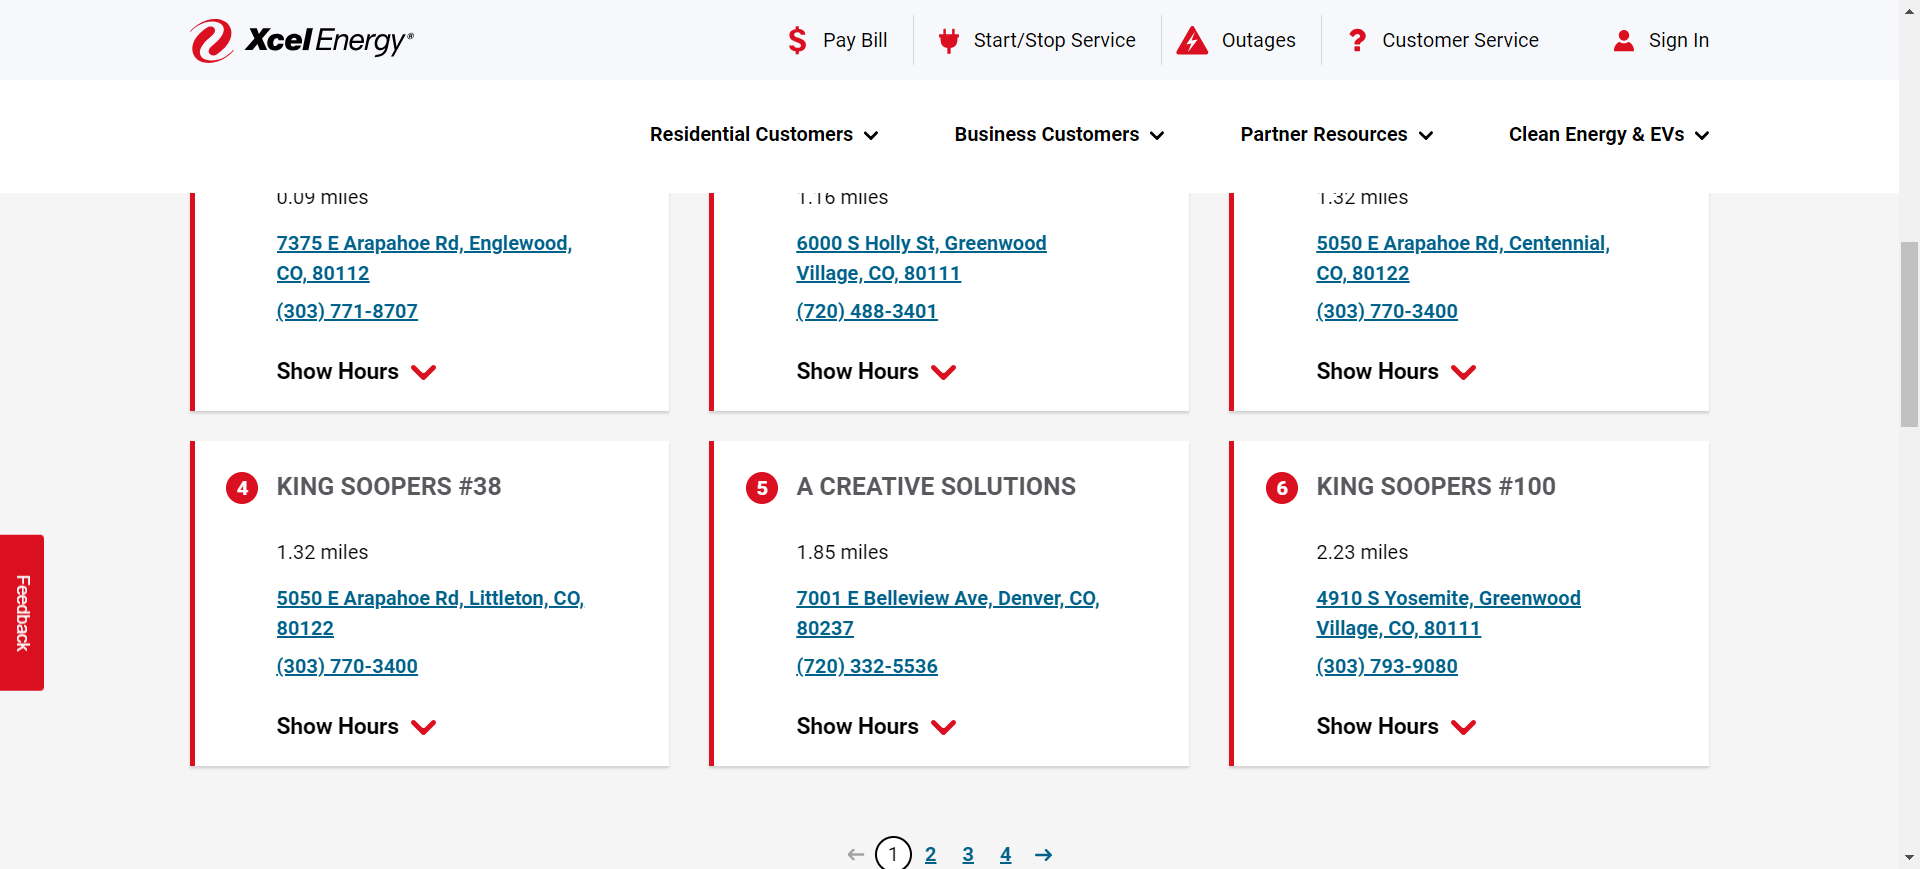 Xcel Energy®
Pay Bill
Start/Stop Service
Outages
Customer Service
Sign In
Residential Customers
Business Customers
Partner Resources
Clean Energy & EVs
0.09 miles
7375 E Arapahoe Rd, Englewood,
CO, 80112
(303) 771-8707
Show Hours
1.16 miles
6000 S Holly St, Greenwood
Village, CO, 80111
(720) 488-3401
Show Hours
1.32 miles
5050 E Arapahoe Rd, Centennial,
CO, 80122
(303) 770-3400
Show Hours
4 KING SOOPERS #38
1.32 miles
5050 E Arapahoe Rd, Littleton, CO,
80122
(303) 770-3400
Show Hours
5 A CREATIVE SOLUTIONS
1.85 miles
7001 E Belleview Ave, Denver, CO,
80237
(720) 332-5536
Show Hours
6 KING SOOPERS #100
2.23 miles
4910 S Yosemite, Greenwood
Village, CO, 80111
(303) 793-9080
Show Hours
Feedback
1 2 3 4